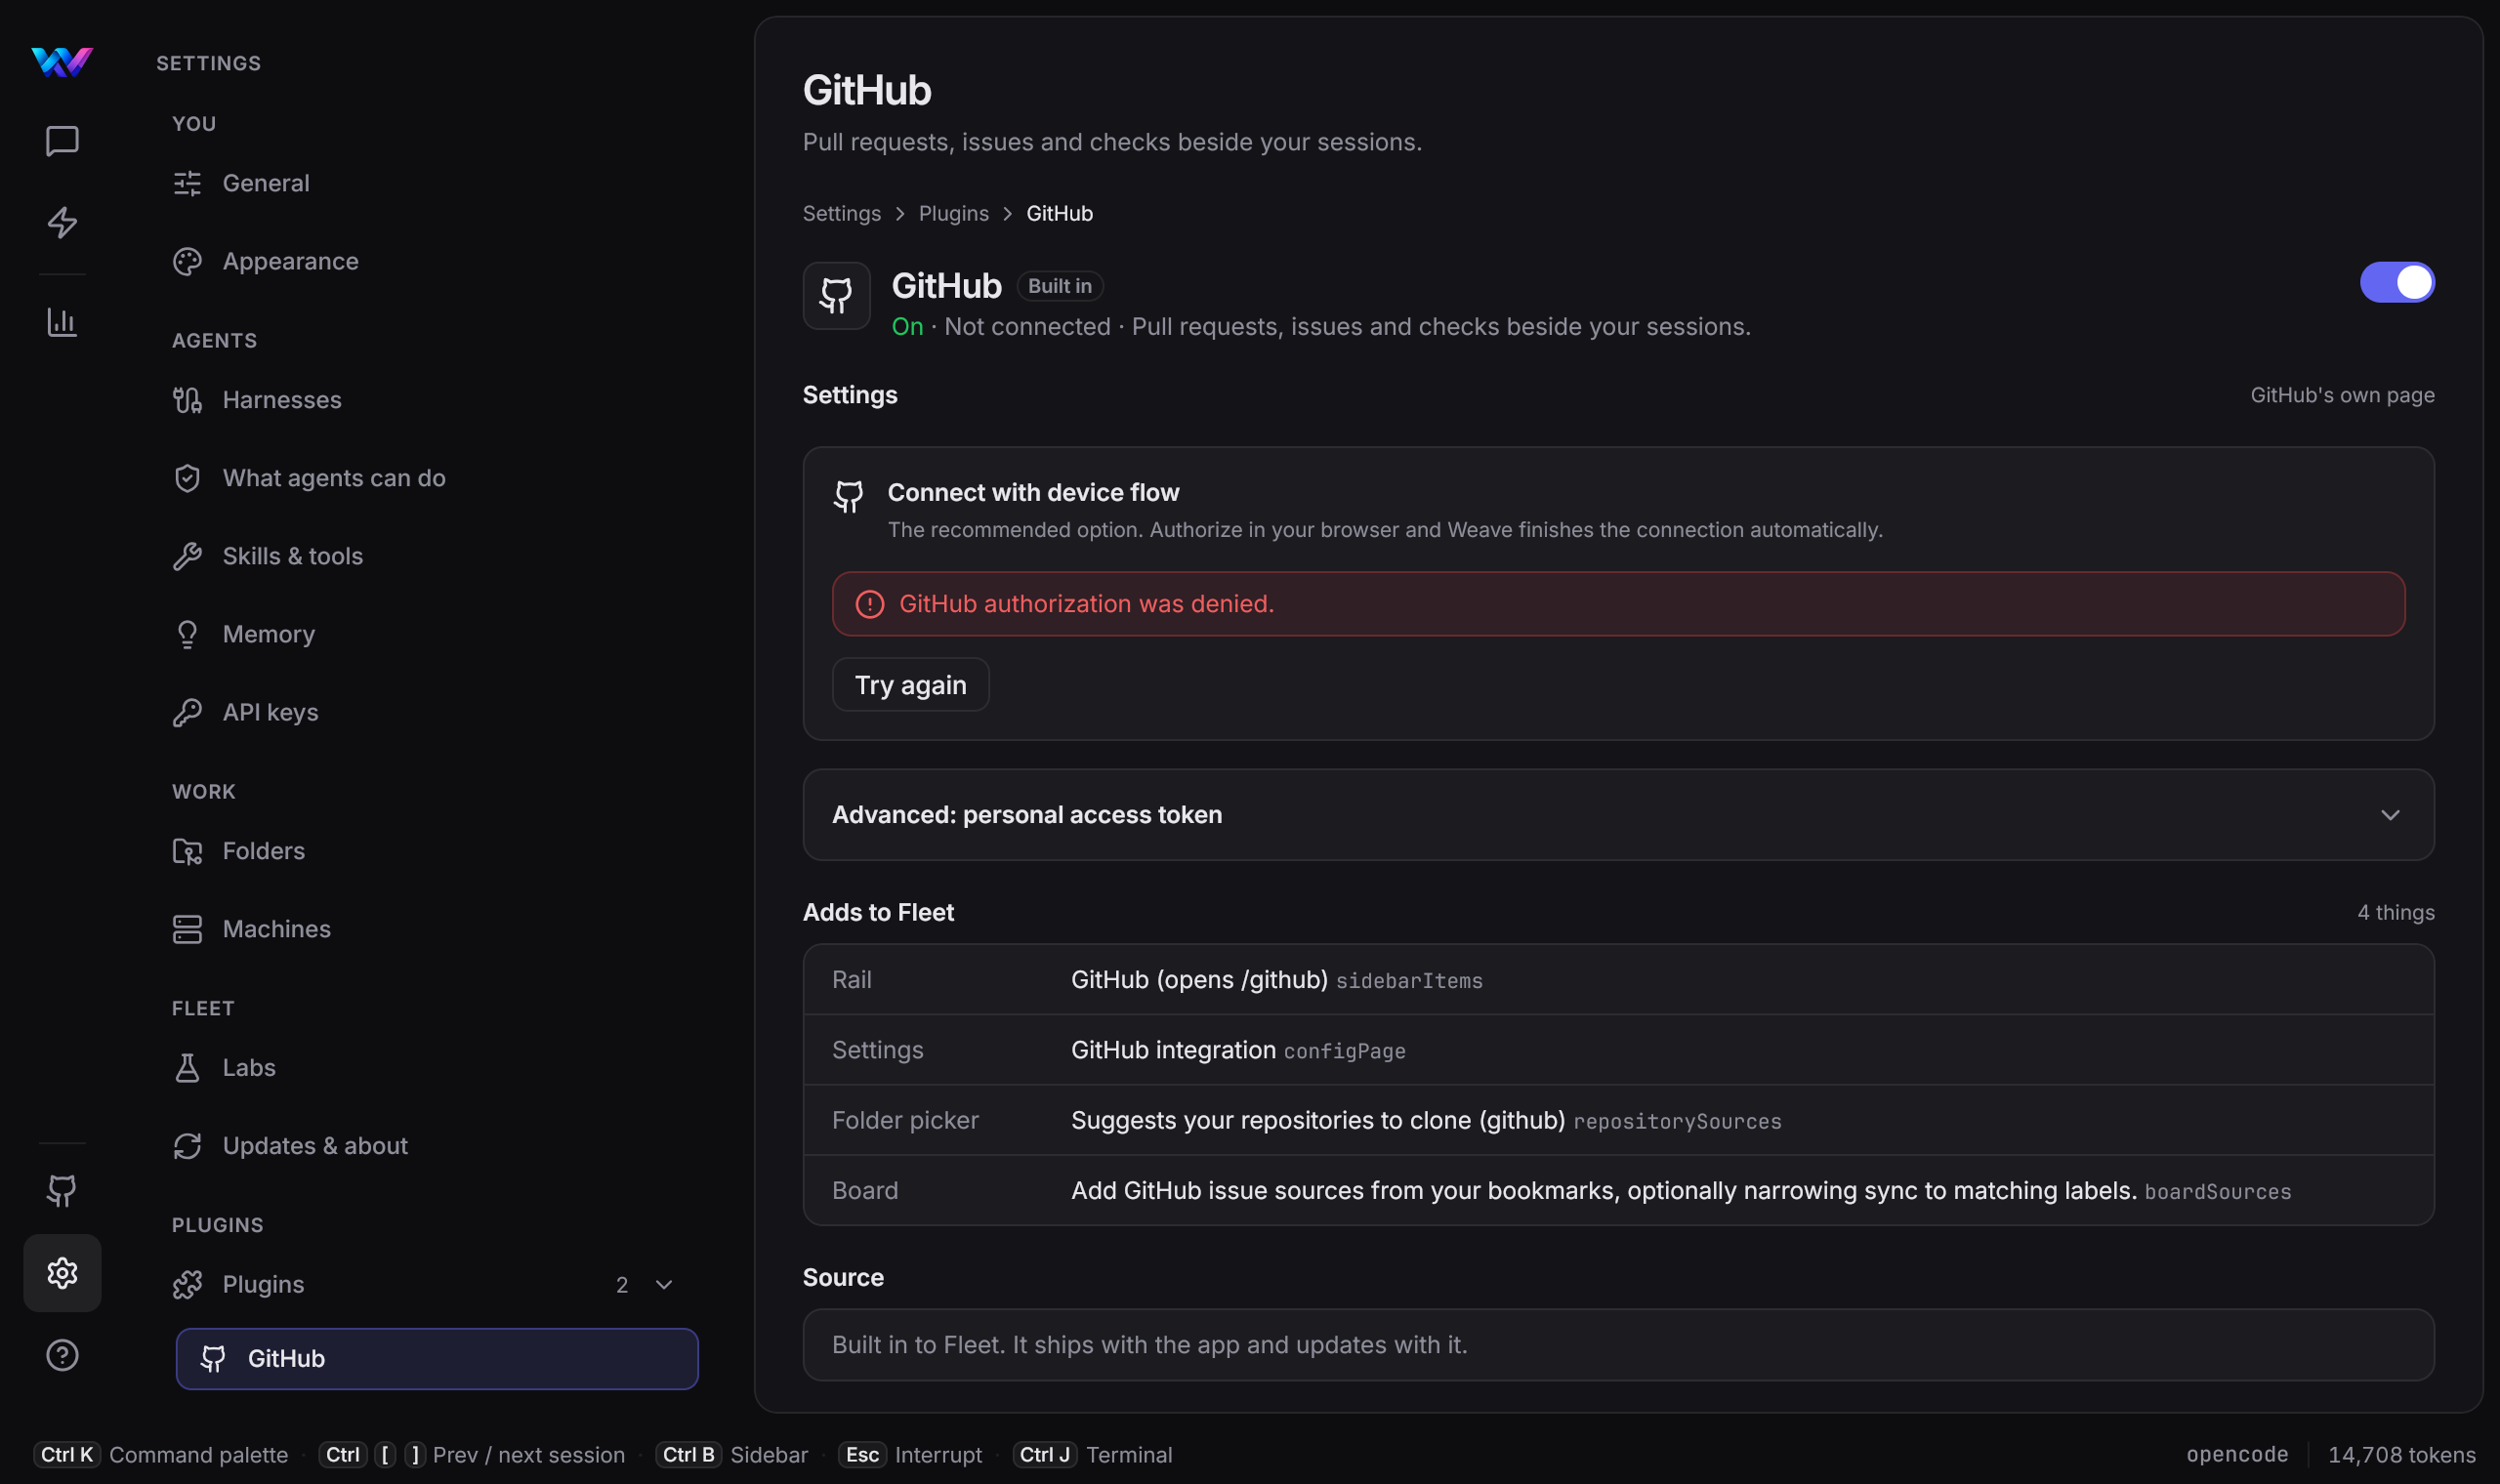 SETTINGS
YOU
General
Appearance
AGENTS
Harnesses
What agents can do
Skills & tools
Memory
API keys
WORK
Folders
Machines
FLEET
Labs
Updates & about
PLUGINS
Plugins 2
GitHub
GitHub
Pull requests, issues and checks beside your sessions.
Settings > Plugins > GitHub
GitHub Built in
On · Not connected · Pull requests, issues and checks beside your sessions.
Settings GitHub's own page
Connect with device flow
The recommended option. Authorize in your browser and Weave finishes the connection automatically.
GitHub authorization was denied.
Try again
Advanced: personal access token
Adds to Fleet 4 things
Rail GitHub (opens /github) sidebarItems
Settings GitHub integration configPage
Folder picker Suggests your repositories to clone (github) repositorySources
Board Add GitHub issue sources from your bookmarks, optionally narrowing sync to matching labels. boardSources
Source
Built in to Fleet. It ships with the app and updates with it.
Ctrl K Command palette · Ctrl [ ] Prev / next session · Ctrl B Sidebar · Esc Interrupt · Ctrl J Terminal opencode 14,708 tokens